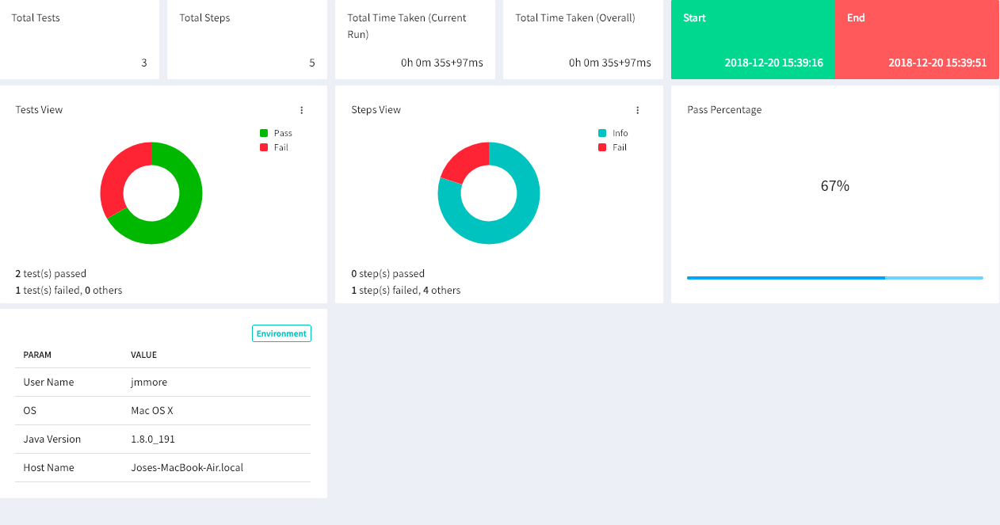 Total Tests
3
Total Steps
5
Total Time Taken (Current
Run)
0h 0m 35s+97ms
Total Time Taken (Overall)
0h 0m 35s+97ms
Start
2018-12-20 15:39:16
End
2018-12-20 15:39:51
Tests View
Pass
Fail
2 test(s) passed
1 test(s) failed, 0 others
Steps View
Info
Fail
0 step(s) passed
1 step(s) failed, 4 others
Pass Percentage
67%
Environment
PARAM VALUE
User Name jmmore
OS Mac OS X
Java Version 1.8.0_191
Host Name Joses-MacBook-Air.local